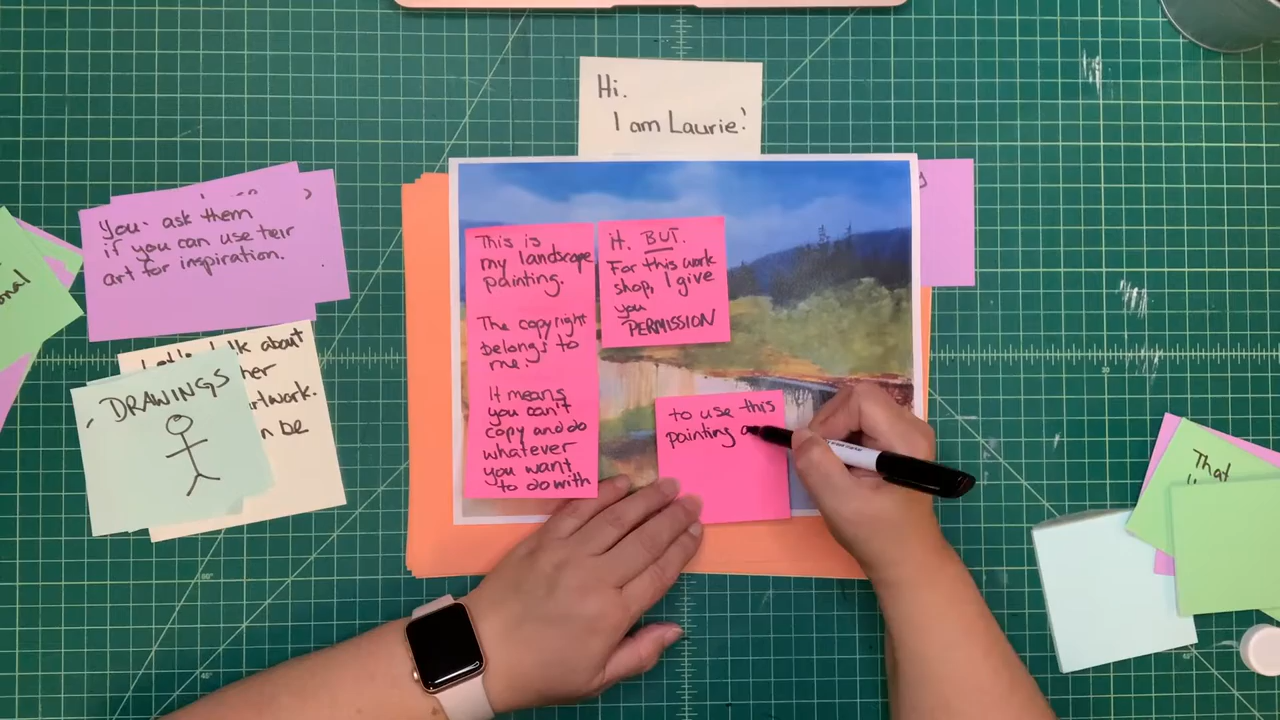 Hi.
I am Laurie!
You- ask them
if you can use teir
art for inspiration.
about
be
DRAWINGS
This is
my landscape
painting.
The copyright
belongs to
me.
It means
you can't
copy and do
whatever
you want
to do with
it. BUT.
For this work
shop, I give
you
PERMISSION
to use this
painting
That